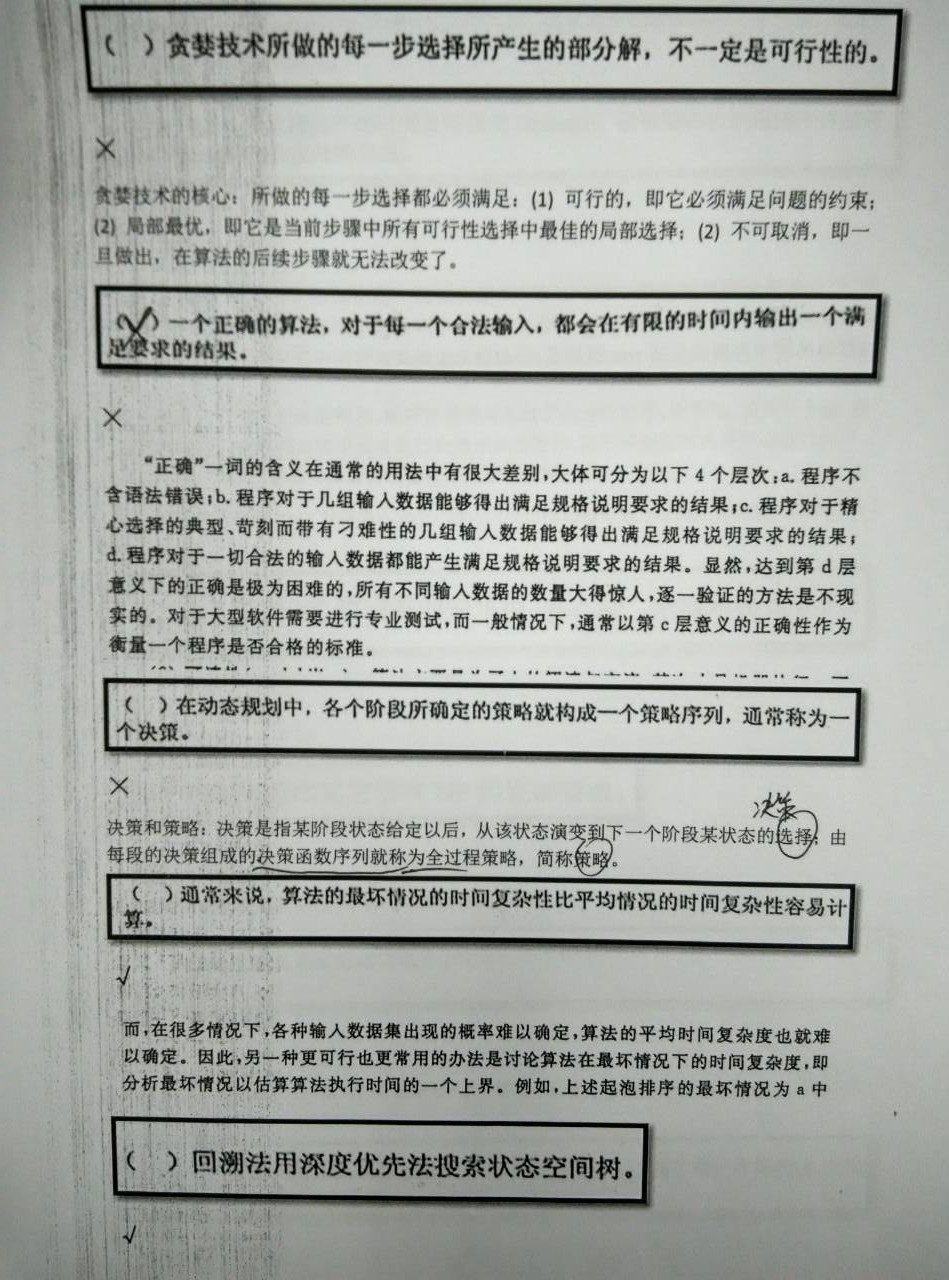 ( )贪婪技术所做的每一步选择所产生的部分解，不一定是可行性的。
×
贪婪技术的核心：所做的每一步选择都必须满足：(1) 可行的，即它必须满足问题的约束；
(2) 局部最优，即它是当前步骤中所有可行性选择中最佳的局部选择；(2) 不可取消，即一
旦做出，在算法的后续步骤就无法改变了。
(√)一个正确的算法，对于每一个合法输入，都会在有限的时间内输出一个满
足要求的结果。
×
“正确”一词的含义在通常的用法中有很大差别,大体可分为以下 4 个层次:a. 程序不
含语法错误;b. 程序对于几组输入数据能够得出满足规格说明要求的结果;c. 程序对于精
心选择的典型、苛刻而带有刁难性的几组输入数据能够得出满足规格说明要求的结果;
d. 程序对于一切合法的输入数据都能产生满足规格说明要求的结果。显然,达到第 d 层
意义下的正确是极为困难的,所有不同输入数据的数量大得惊人,逐一验证的方法是不现
实的。对于大型软件需要进行专业测试,而一般情况下,通常以第 c 层意义的正确性作为
衡量一个程序是否合格的标准。
( )在动态规划中，各个阶段所确定的策略就构成一个策略序列，通常称为一
个决策。
×
决策
决策和策略：决策是指某阶段状态给定以后，从该状态演变到下一个阶段某状态的选择；由
每段的决策组成的决策函数序列就称为全过程策略，简称策略。
( )通常来说，算法的最坏情况的时间复杂性比平均情况的时间复杂性容易计
算。
√
而,在很多情况下,各种输入数据集出现的概率难以确定,算法的平均时间复杂度也就难
以确定。因此,另一种更可行也更常用的办法是讨论算法在最坏情况下的时间复杂度,即
分析最坏情况以估算算法执行时间的一个上界。例如,上述起泡排序的最坏情况为 a 中
( )回溯法用深度优先法搜索状态空间树。
√